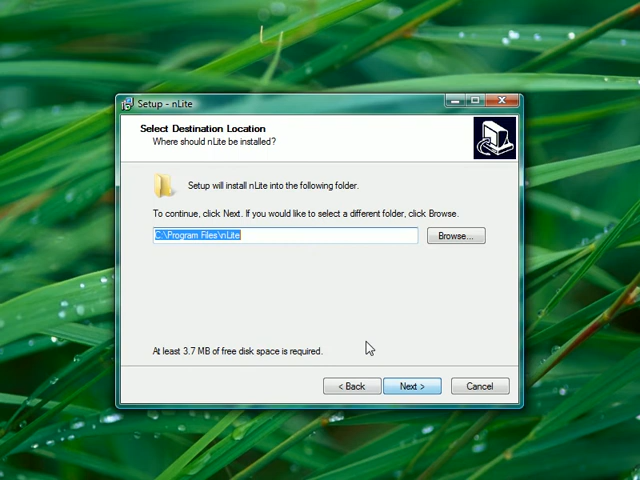 Setup - nLite
Select Destination Location
Where should nLite be installed?
Setup will install nLite into the following folder.
To continue, click Next. If you would like to select a different folder, click Browse.
C:\Program Files\nLite
Browse...
At least 3.7 MB of free disk space is required.
< Back
Next >
Cancel